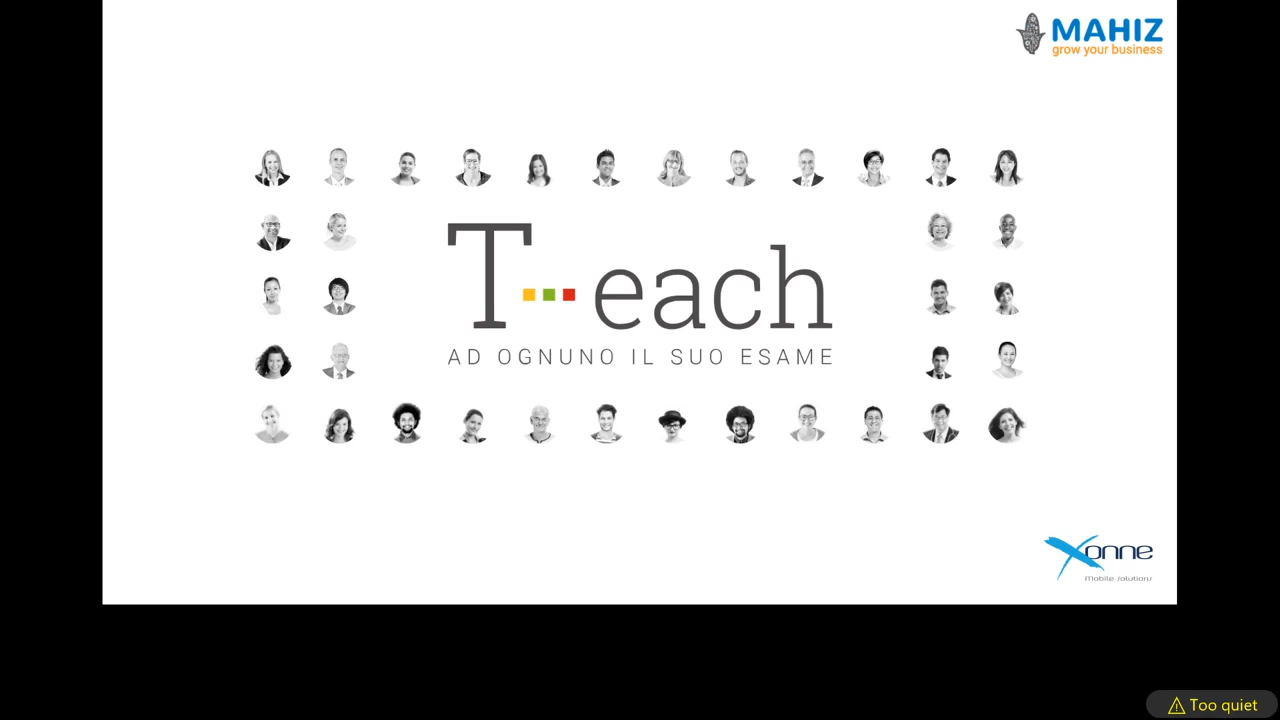 MAHIZ
grow your business
T...each
AD OGNUNO IL SUO ESAME
Xonne
Mobile solutions
Too quiet